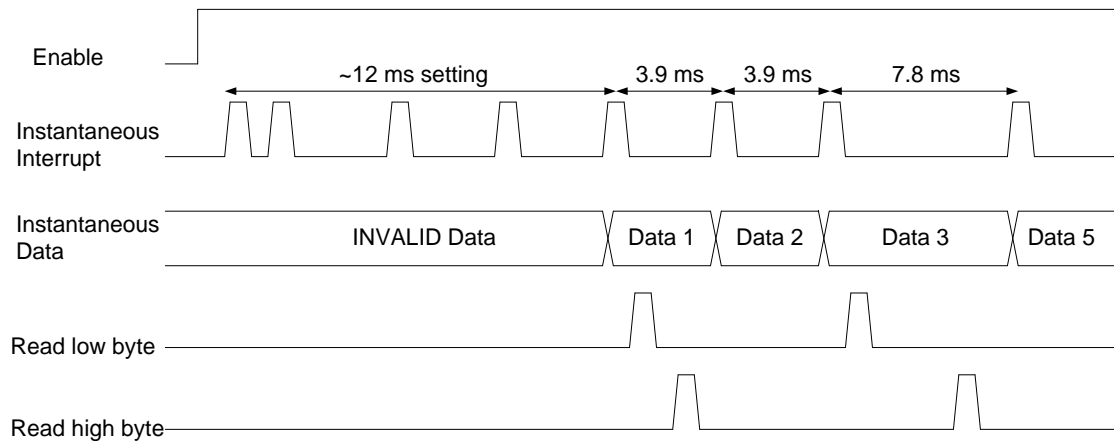 Enable
~12 ms setting
3.9 ms
3.9 ms
7.8 ms
Instantaneous
Interrupt
Instantaneous
Data
INVALID Data
Data 1
Data 2
Data 3
Data 5
Read low byte
Read high byte